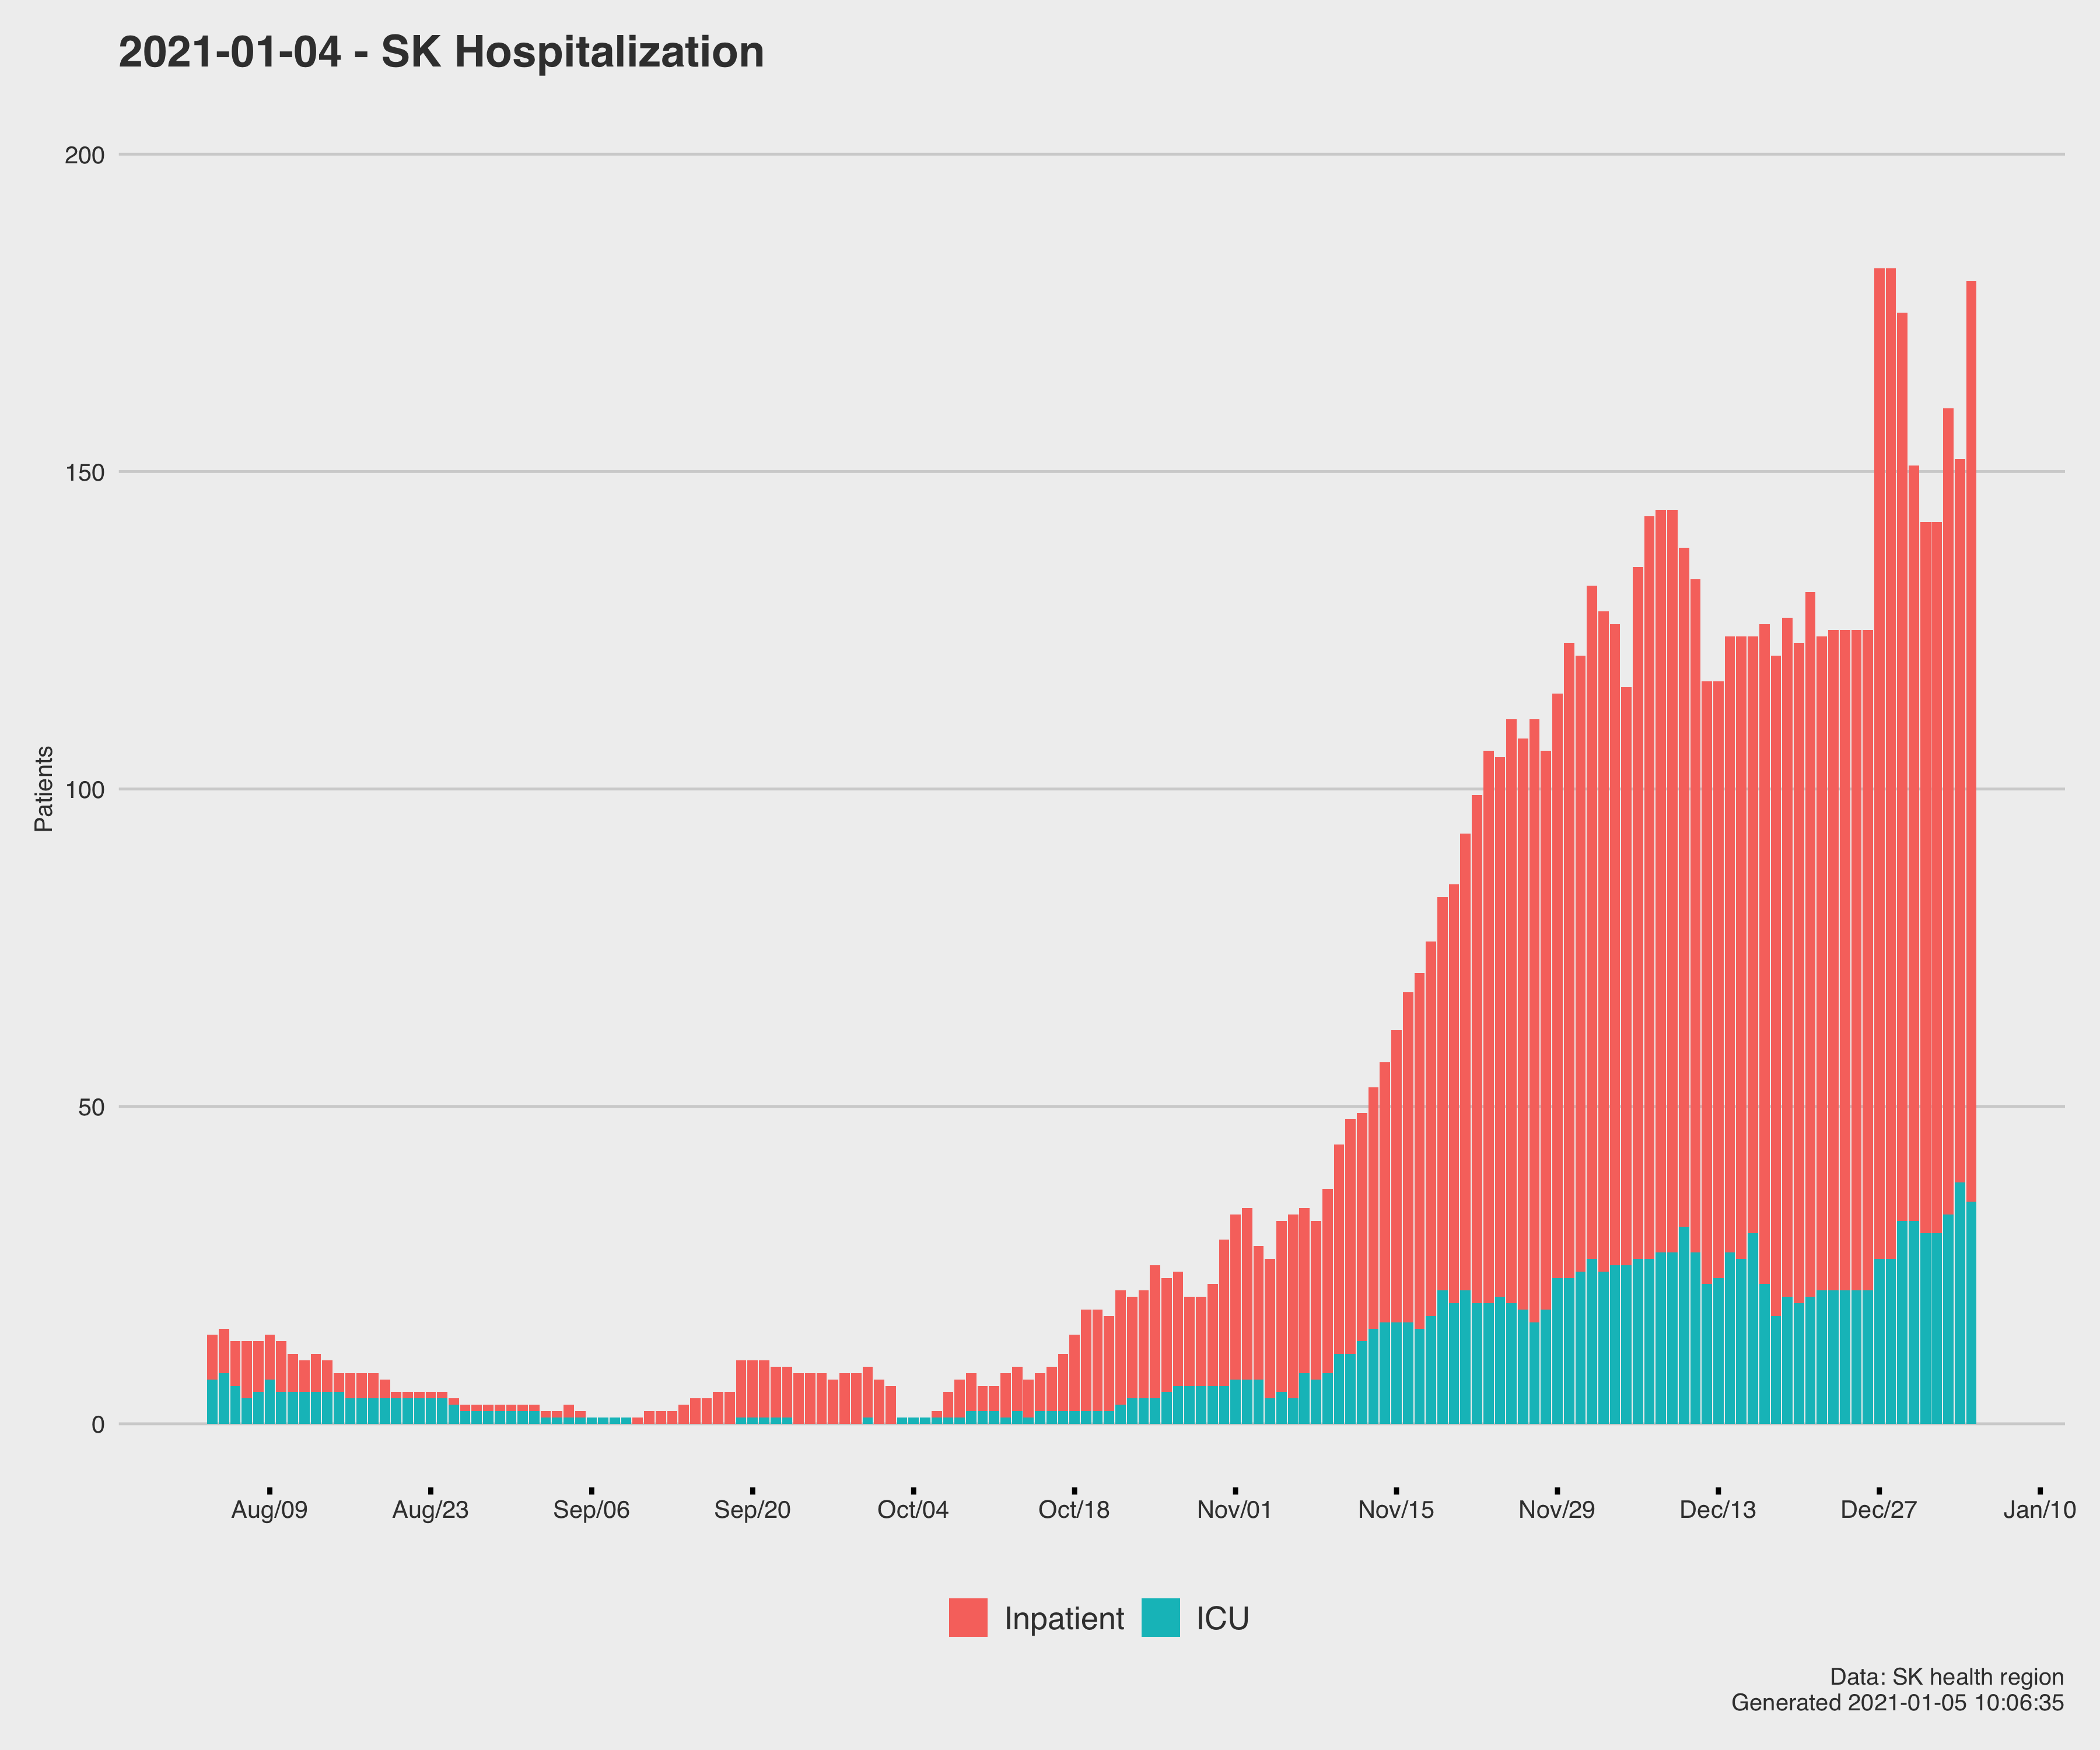 2021-01-04 - SK Hospitalization
200
150
100
50
0
Patients
Aug/09 Aug/23 Sep/06 Sep/20 Oct/04 Oct/18 Nov/01 Nov/15 Nov/29 Dec/13 Dec/27 Jan/10
Inpatient ICU
Data: SK health region
Generated 2021-01-05 10:06:35